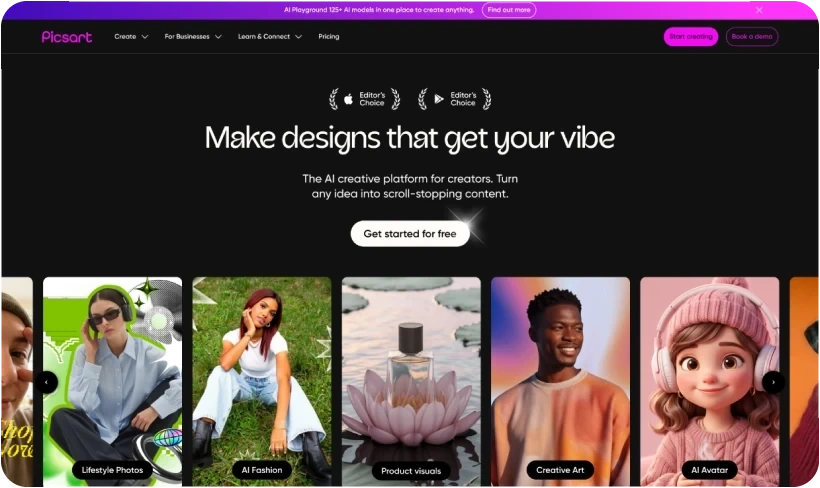 AI Playground 125+ AI models in one place to create anything. Find out more
Picsart Create For Businesses Learn & Connect Pricing Start creating Book a demo
Editor's
Choice
Editor's
Choice
Make designs that get your vibe
The AI creative platform for creators. Turn
any idea into scroll-stopping content.
Get started for free
Lifestyle Photos
AI Fashion
Product visuals
Creative Art
AI Avatar